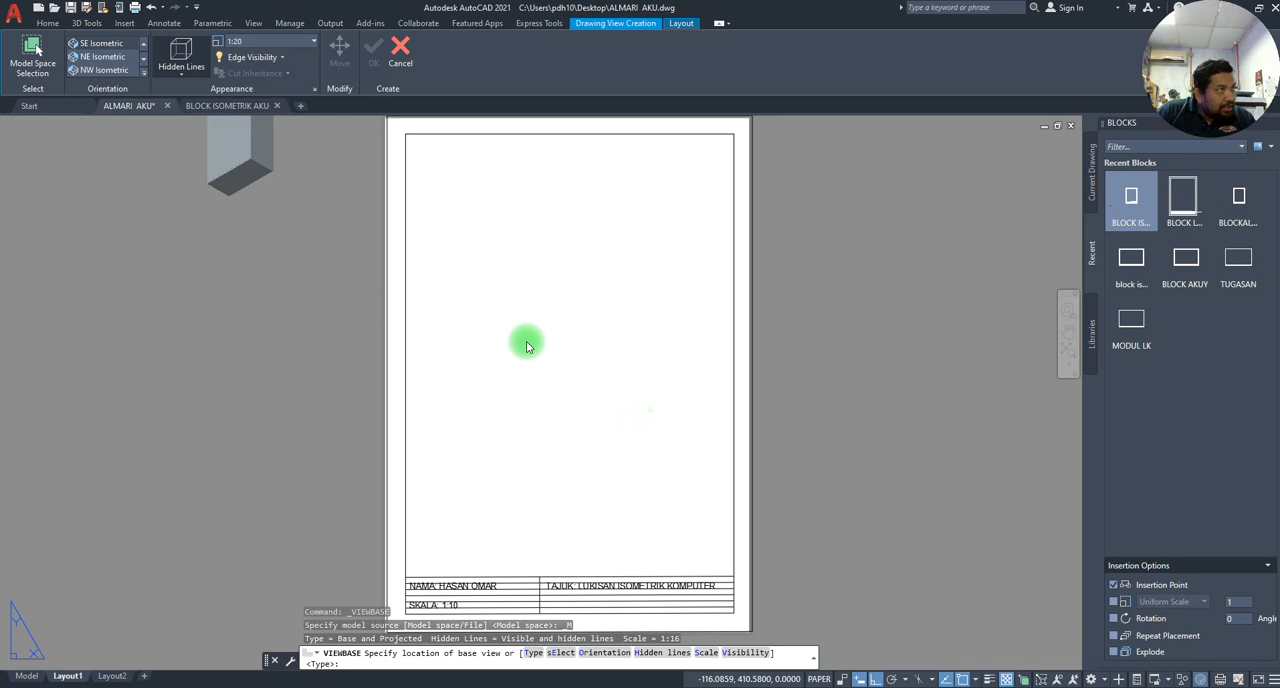 Autodesk AutoCAD 2021   C:\Users\pdh10\Desktop\ALMARI  AKU.dwg
Type a keyword or phrase
Sign In
Home
3D Tools
Insert
Annotate
Parametric
View
Manage
Output
Add-ins
Collaborate
Express Tools
Featured Apps
Drawing View Creation
Layout
Model Space
Selection
SE Isometric
NE Isometric
NW Isometric
Hidden Lines
1:20
Edge Visibility
Cut Inheritance
Move
OK
Cancel
Select
Orientation
Appearance
Modify
Create
Start
ALMARI  AKU*
BLOCK ISOMETRIK AKU
BLOCKS
Filter...
Recent Blocks
Current Drawing
Recent
Libraries
BLOCK IS...
BLOCK L...
BLOCKAL...
block is...
BLOCK AKUY
TUGASAN
MODUL LK
NAMA: HASAN OMAR
TAJUK: LUKISAN ISOMETRIK KOMPUTER
SKALA: 1:10
Command: _VIEWBASE
Specify model source [Model space/File] <Model space>: _M
Type = Base and Projected  Hidden Lines = Visible and hidden lines  Scale = 1:16
VIEWBASE Specify location of base view or [Type sElect Orientation Hidden lines Scale Visibility]
<Type>:
Insertion Options
Insertion Point
Uniform Scale
1
Rotation
0
Angle
Repeat Placement
Explode
Y
X
Model
Layout1
Layout2
-116.0859, 410.5800, 0.0000
PAPER